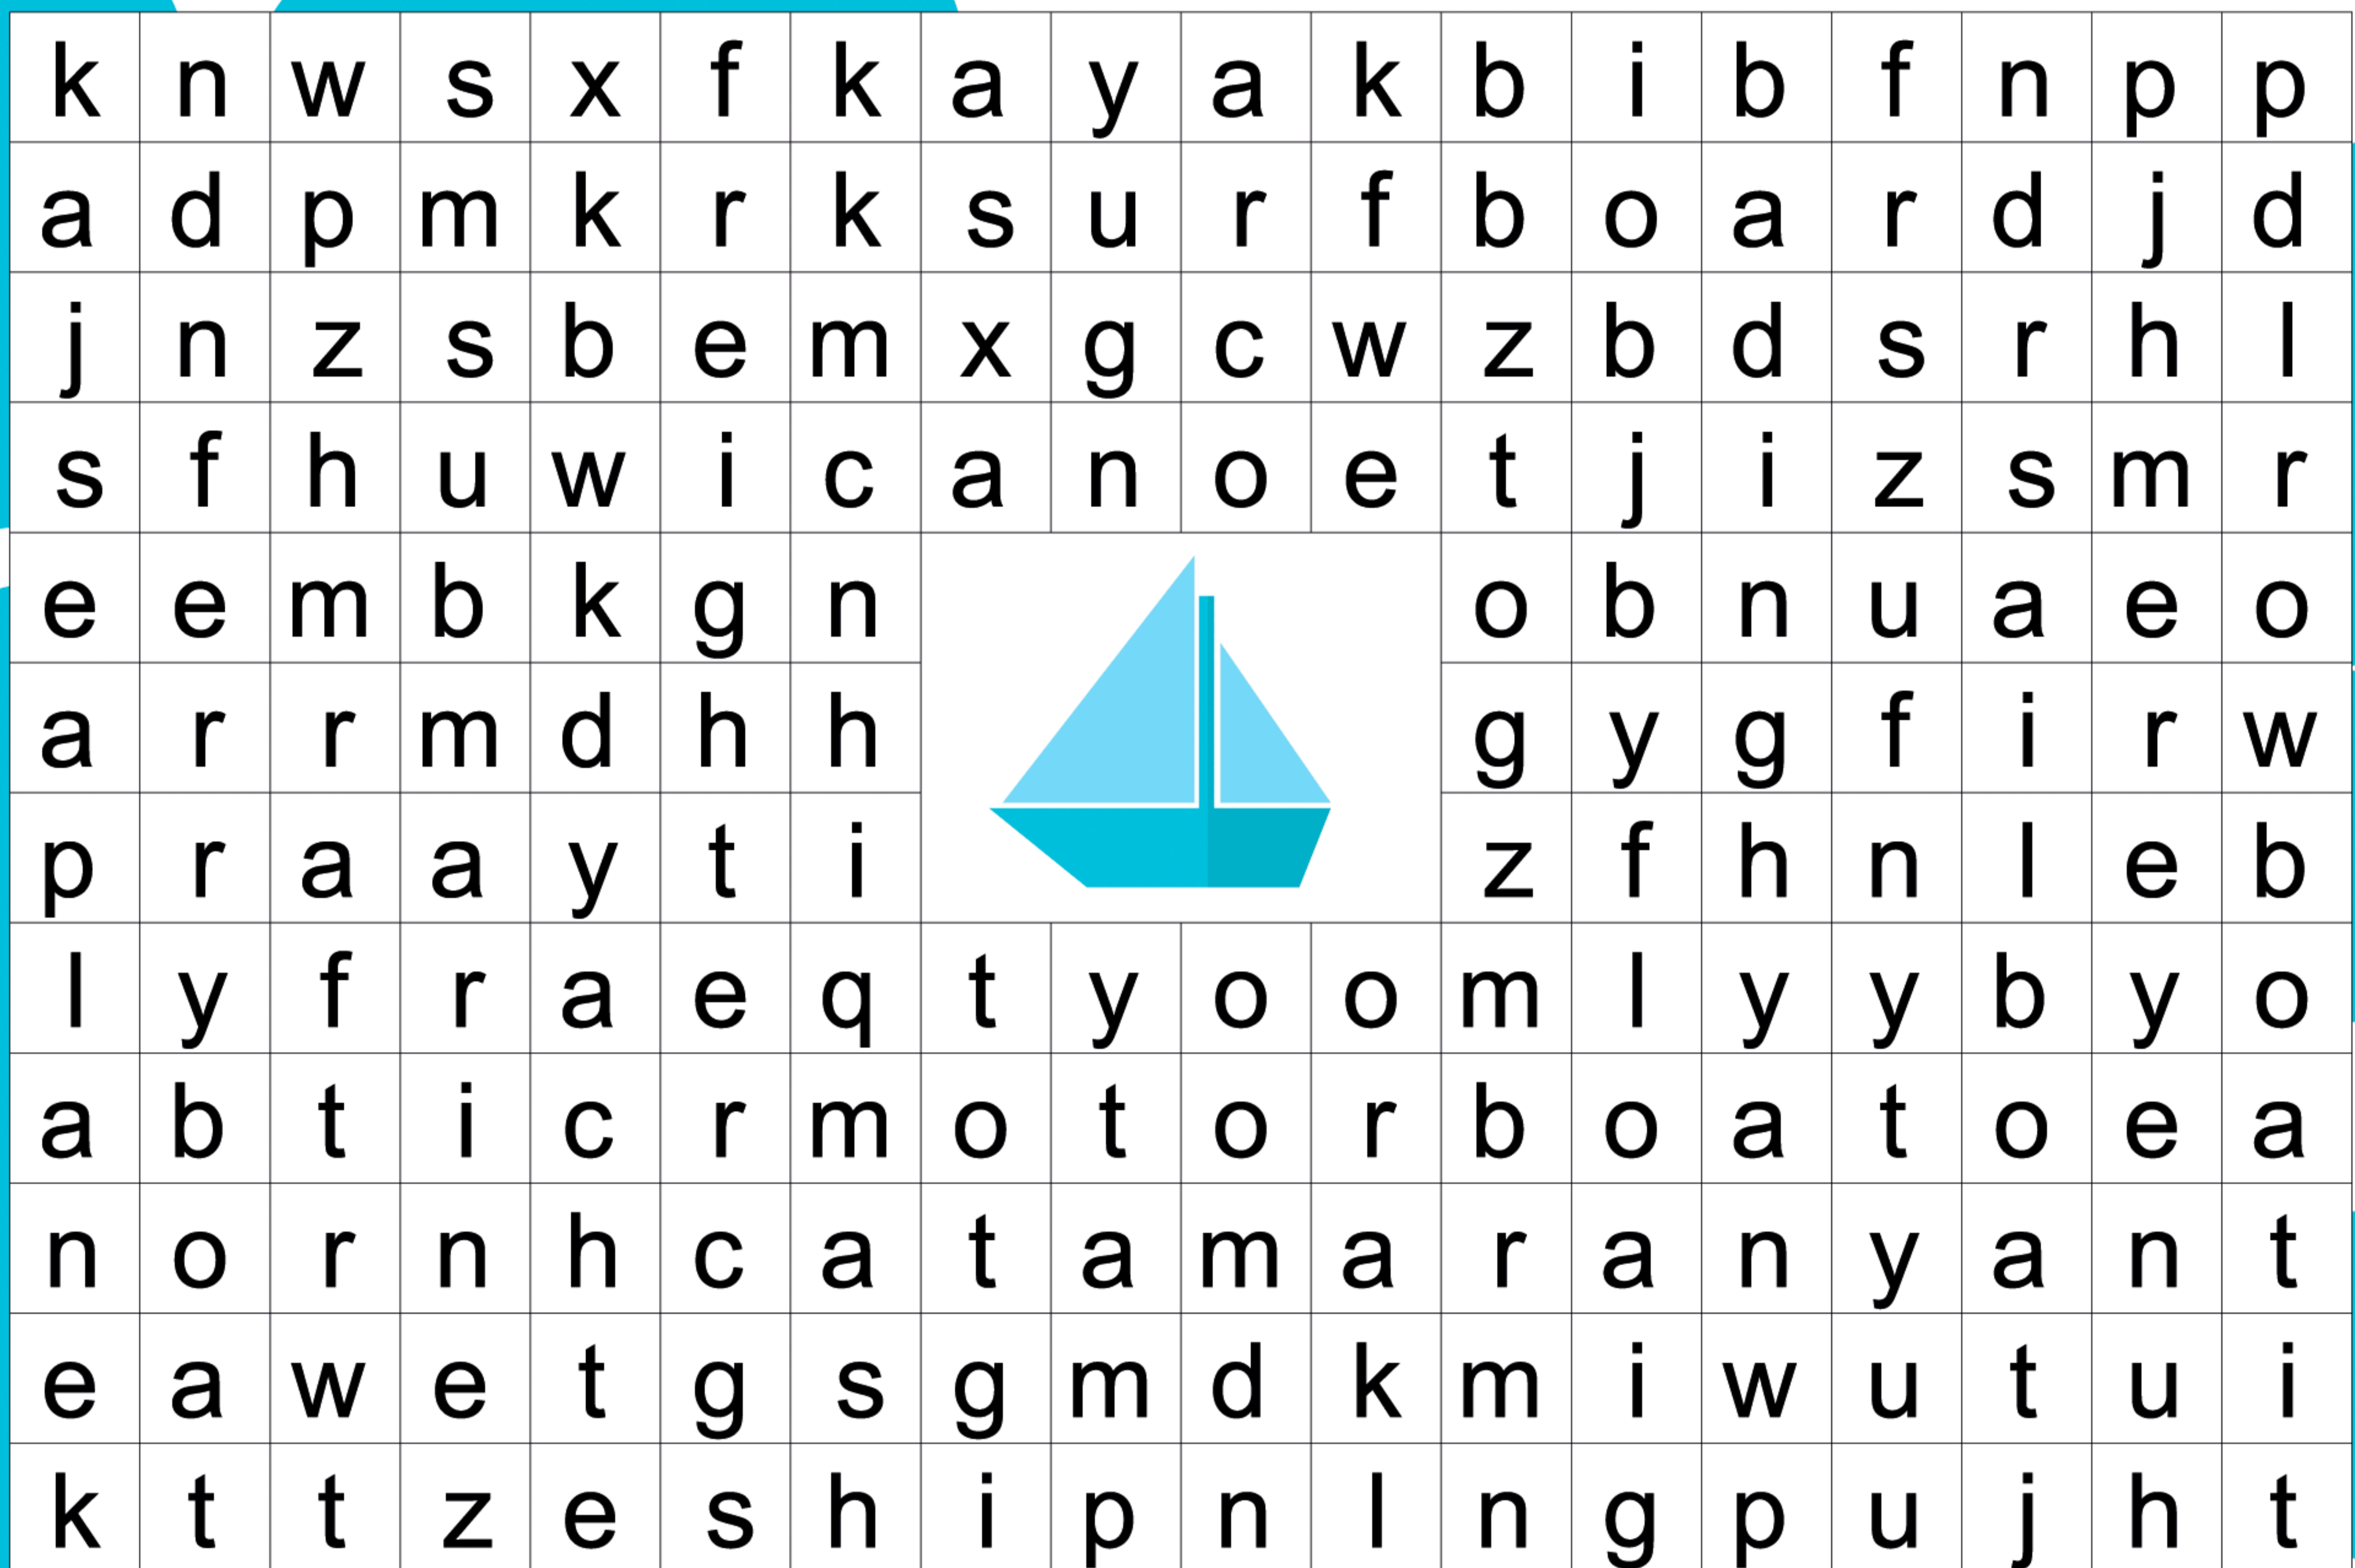 k n w s x f k a y a k b i b f n p p
a d p m k r k s u r f b o a r d j d
j n z s b e m x g c w z b d s r h l
s f h u w i c a n o e t j i z s m r
e e m b k g n o b n u a e o
a r r m d h h g y g f i r w
p r a a y t i z f h n l e b
l y f r a e q t y o o m l y y b y o
a b t i c r m o t o r b o a t o e a
n o r n h c a t a m a r a n y a n t
e a w e t g s g m d k m i w u t u i
k t t z e s h i p n l n g p u j h t